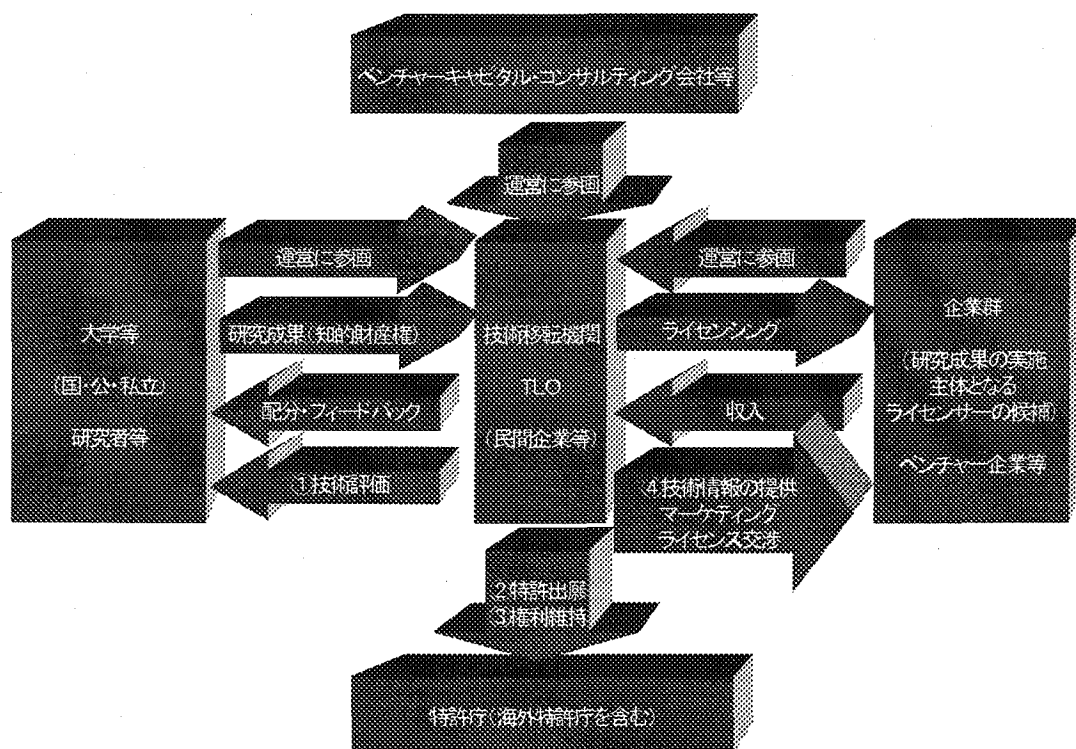 ベンチャーキャピタル・コンサルティング会社等
運営に参画
運営に参画
運営に参画
大学等
(国・公・私立)
研究者等
研究成果(知的財産権)
配分・フィードバック
1技術評価
技術移転機関
TLO
(民間企業等)
ライセンシング
収入
4技術情報の提供
マーケティング
ライセンス交渉
企業群
(研究成果の実施
主体となる
ライセンサーの候補)
ベンチャー企業等
2特許出願
3権利維持
特許庁(海外特許庁を含む)